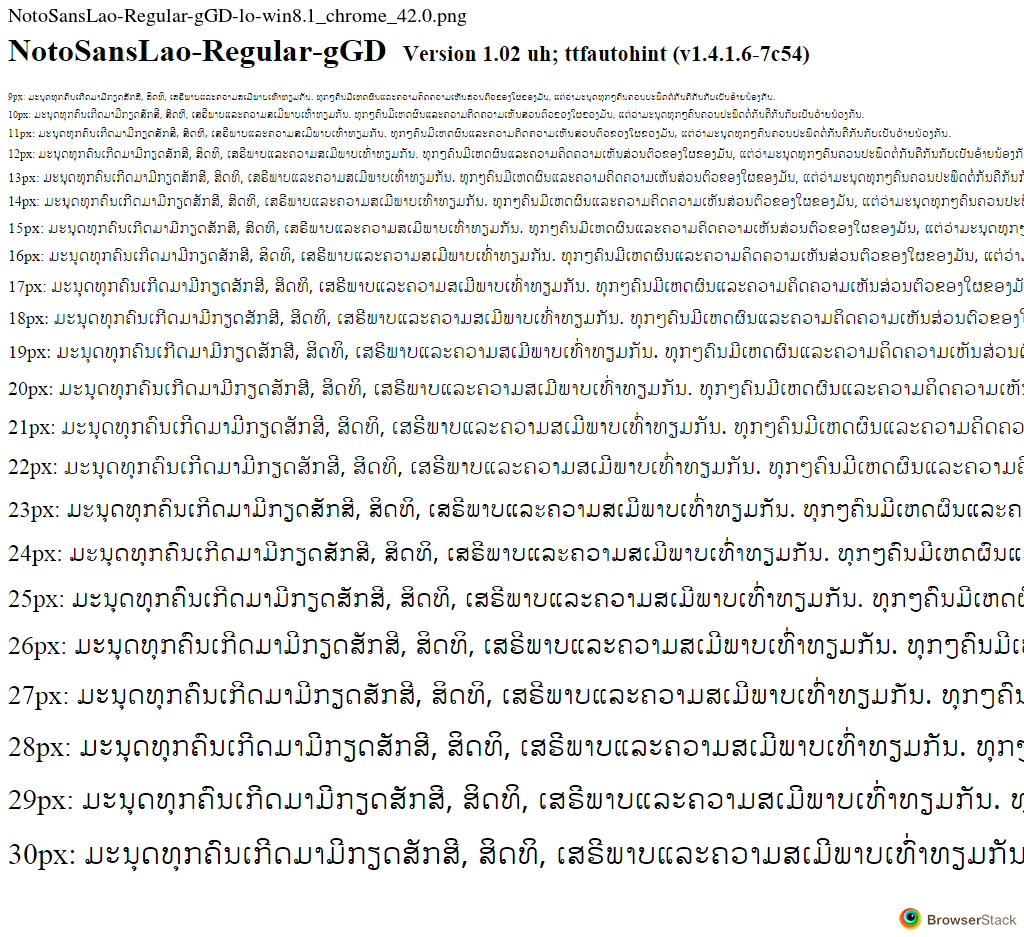 NotoSansLao-Regular-gGD-lo-win8.1_chrome_42.0.png
NotoSansLao-Regular-gGD Version 1.02 uh; ttfautohint (v1.4.1.6-7c54)
9px: ມະນຸດທຸກຄົນເກີດມາມີກຽດສັກສີ, ສິດທິ, ເສຣີພາບແລະຄວາມສເມີພາບເທົ່າທຽມກັນ. ທຸກໆຄົນມີເຫດຜົນແລະຄວາມຄິດຄວາມເຫັນສ່ວນຕົວຂອງໃຜຂອງມັນ, ແຕ່ວ່າມະນຸດທຸກໆຄົນຄວນປະພຶດຕໍ່ກັນຄືກັນກັບເປັນອ້າຍນ້ອງກັນ.
10px: ມະນຸດທຸກຄົນເກີດມາມີກຽດສັກສີ, ສິດທິ, ເສຣີພາບແລະຄວາມສເມີພາບເທົ່າທຽມກັນ. ທຸກໆຄົນມີເຫດຜົນແລະຄວາມຄິດຄວາມເຫັນສ່ວນຕົວຂອງໃຜຂອງມັນ, ແຕ່ວ່າມະນຸດທຸກໆຄົນຄວນປະພຶດຕໍ່ກັນຄືກັນກັບເປັນອ້າຍນ້ອງກັນ.
11px: ມະນຸດທຸກຄົນເກີດມາມີກຽດສັກສີ, ສິດທິ, ເສຣີພາບແລະຄວາມສເມີພາບເທົ່າທຽມກັນ. ທຸກໆຄົນມີເຫດຜົນແລະຄວາມຄິດຄວາມເຫັນສ່ວນຕົວຂອງໃຜຂອງມັນ, ແຕ່ວ່າມະນຸດທຸກໆຄົນຄວນປະພຶດຕໍ່ກັນຄືກັນກັບເປັນອ້າຍນ້ອງກັນ.
12px: ມະນຸດທຸກຄົນເກີດມາມີກຽດສັກສີ, ສິດທິ, ເສຣີພາບແລະຄວາມສເມີພາບເທົ່າທຽມກັນ. ທຸກໆຄົນມີເຫດຜົນແລະຄວາມຄິດຄວາມເຫັນສ່ວນຕົວຂອງໃຜຂອງມັນ, ແຕ່ວ່າມະນຸດທຸກໆຄົນຄວນປະພຶດຕໍ່ກັນຄືກັນກັບເປັນອ້າຍນ້ອງກັ
13px: ມະນຸດທຸກຄົນເກີດມາມີກຽດສັກສີ, ສິດທິ, ເສຣີພາບແລະຄວາມສເມີພາບເທົ່າທຽມກັນ. ທຸກໆຄົນມີເຫດຜົນແລະຄວາມຄິດຄວາມເຫັນສ່ວນຕົວຂອງໃຜຂອງມັນ, ແຕ່ວ່າມະນຸດທຸກໆຄົນຄວນປະພຶດຕໍ່ກັນຄືກັນກັ
14px: ມະນຸດທຸກຄົນເກີດມາມີກຽດສັກສີ, ສິດທິ, ເສຣີພາບແລະຄວາມສເມີພາບເທົ່າທຽມກັນ. ທຸກໆຄົນມີເຫດຜົນແລະຄວາມຄິດຄວາມເຫັນສ່ວນຕົວຂອງໃຜຂອງມັນ, ແຕ່ວ່າມະນຸດທຸກໆຄົນຄວນປະພຶ
15px: ມະນຸດທຸກຄົນເກີດມາມີກຽດສັກສີ, ສິດທິ, ເສຣີພາບແລະຄວາມສເມີພາບເທົ່າທຽມກັນ. ທຸກໆຄົນມີເຫດຜົນແລະຄວາມຄິດຄວາມເຫັນສ່ວນຕົວຂອງໃຜຂອງມັນ, ແຕ່ວ່າມະນຸດທຸກໆ
16px: ມະນຸດທຸກຄົນເກີດມາມີກຽດສັກສີ, ສິດທິ, ເສຣີພາບແລະຄວາມສເມີພາບເທົ່າທຽມກັນ. ທຸກໆຄົນມີເຫດຜົນແລະຄວາມຄິດຄວາມເຫັນສ່ວນຕົວຂອງໃຜຂອງມັນ, ແຕ່ວ່າ
17px: ມະນຸດທຸກຄົນເກີດມາມີກຽດສັກສີ, ສິດທິ, ເສຣີພາບແລະຄວາມສເມີພາບເທົ່າທຽມກັນ. ທຸກໆຄົນມີເຫດຜົນແລະຄວາມຄິດຄວາມເຫັນສ່ວນຕົວຂອງໃຜຂອງມັ
18px: ມະນຸດທຸກຄົນເກີດມາມີກຽດສັກສີ, ສິດທິ, ເສຣີພາບແລະຄວາມສເມີພາບເທົ່າທຽມກັນ. ທຸກໆຄົນມີເຫດຜົນແລະຄວາມຄິດຄວາມເຫັນສ່ວນຕົວຂອງ
19px: ມະນຸດທຸກຄົນເກີດມາມີກຽດສັກສີ, ສິດທິ, ເສຣີພາບແລະຄວາມສເມີພາບເທົ່າທຽມກັນ. ທຸກໆຄົນມີເຫດຜົນແລະຄວາມຄິດຄວາມເຫັນສ່ວນ
20px: ມະນຸດທຸກຄົນເກີດມາມີກຽດສັກສີ, ສິດທິ, ເສຣີພາບແລະຄວາມສເມີພາບເທົ່າທຽມກັນ. ທຸກໆຄົນມີເຫດຜົນແລະຄວາມຄິດຄວາມເຫັ
21px: ມະນຸດທຸກຄົນເກີດມາມີກຽດສັກສີ, ສິດທິ, ເສຣີພາບແລະຄວາມສເມີພາບເທົ່າທຽມກັນ. ທຸກໆຄົນມີເຫດຜົນແລະຄວາມຄິດຄວ
22px: ມະນຸດທຸກຄົນເກີດມາມີກຽດສັກສີ, ສິດທິ, ເສຣີພາບແລະຄວາມສເມີພາບເທົ່າທຽມກັນ. ທຸກໆຄົນມີເຫດຜົນແລະຄວາມຄິ
23px: ມະນຸດທຸກຄົນເກີດມາມີກຽດສັກສີ, ສິດທິ, ເສຣີພາບແລະຄວາມສເມີພາບເທົ່າທຽມກັນ. ທຸກໆຄົນມີເຫດຜົນແລະຄ
24px: ມະນຸດທຸກຄົນເກີດມາມີກຽດສັກສີ, ສິດທິ, ເສຣີພາບແລະຄວາມສເມີພາບເທົ່າທຽມກັນ. ທຸກໆຄົນມີເຫດຜົນແ
25px: ມະນຸດທຸກຄົນເກີດມາມີກຽດສັກສີ, ສິດທິ, ເສຣີພາບແລະຄວາມສເມີພາບເທົ່າທຽມກັນ. ທຸກໆຄົນມີເຫດ
26px: ມະນຸດທຸກຄົນເກີດມາມີກຽດສັກສີ, ສິດທິ, ເສຣີພາບແລະຄວາມສເມີພາບເທົ່າທຽມກັນ. ທຸກໆຄົນມີເ
27px: ມະນຸດທຸກຄົນເກີດມາມີກຽດສັກສີ, ສິດທິ, ເສຣີພາບແລະຄວາມສເມີພາບເທົ່າທຽມກັນ. ທຸກໆຄົນ
28px: ມະນຸດທຸກຄົນເກີດມາມີກຽດສັກສີ, ສິດທິ, ເສຣີພາບແລະຄວາມສເມີພາບເທົ່າທຽມກັນ. ທຸກໆ
29px: ມະນຸດທຸກຄົນເກີດມາມີກຽດສັກສີ, ສິດທິ, ເສຣີພາບແລະຄວາມສເມີພາບເທົ່າທຽມກັນ. ທຸ
30px: ມະນຸດທຸກຄົນເກີດມາມີກຽດສັກສີ, ສິດທິ, ເສຣີພາບແລະຄວາມສເມີພາບເທົ່າທຽມກັນ
BrowserStack